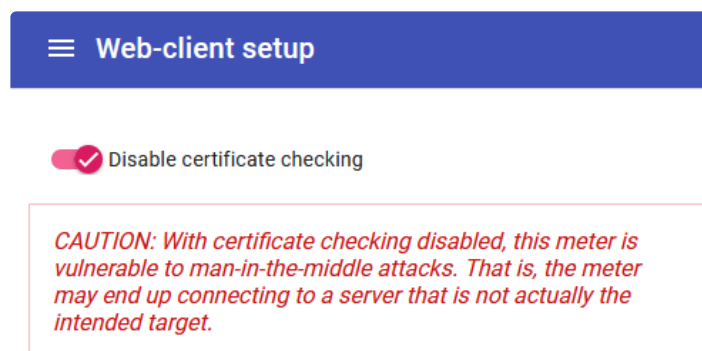 Web-client setup
Disable certificate checking
CAUTION: With certificate checking disabled, this meter is
vulnerable to man-in-the-middle attacks. That is, the meter
may end up connecting to a server that is not actually the
intended target.